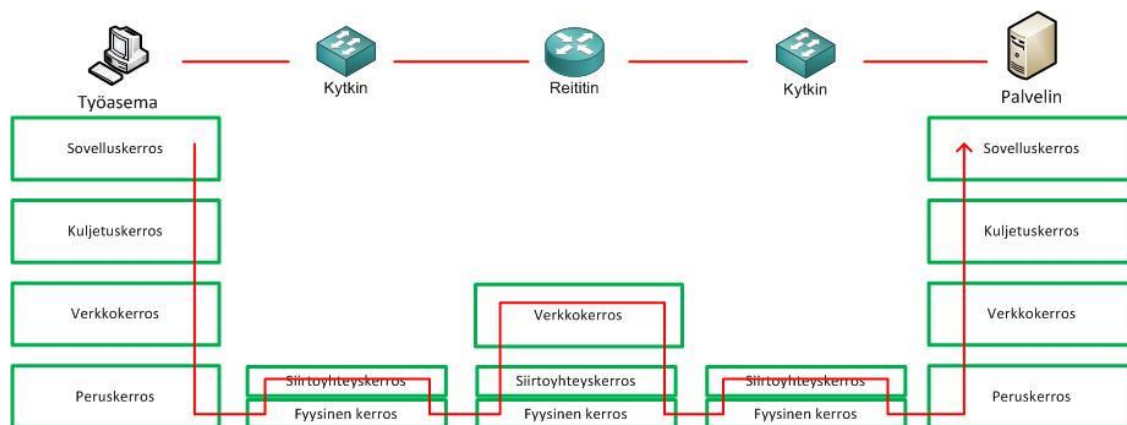 Työasema
Kytkin
Reititin
Kytkin
Palvelin
Sovelluskerros
Sovelluskerros
Kuljetuskerros
Kuljetuskerros
Verkkokerros
Verkkokerros
Verkkokerros
Peruskerros
Siirtoyhteyskerros
Siirtoyhteyskerros
Siirtoyhteyskerros
Peruskerros
Fyysinen kerros
Fyysinen kerros
Fyysinen kerros